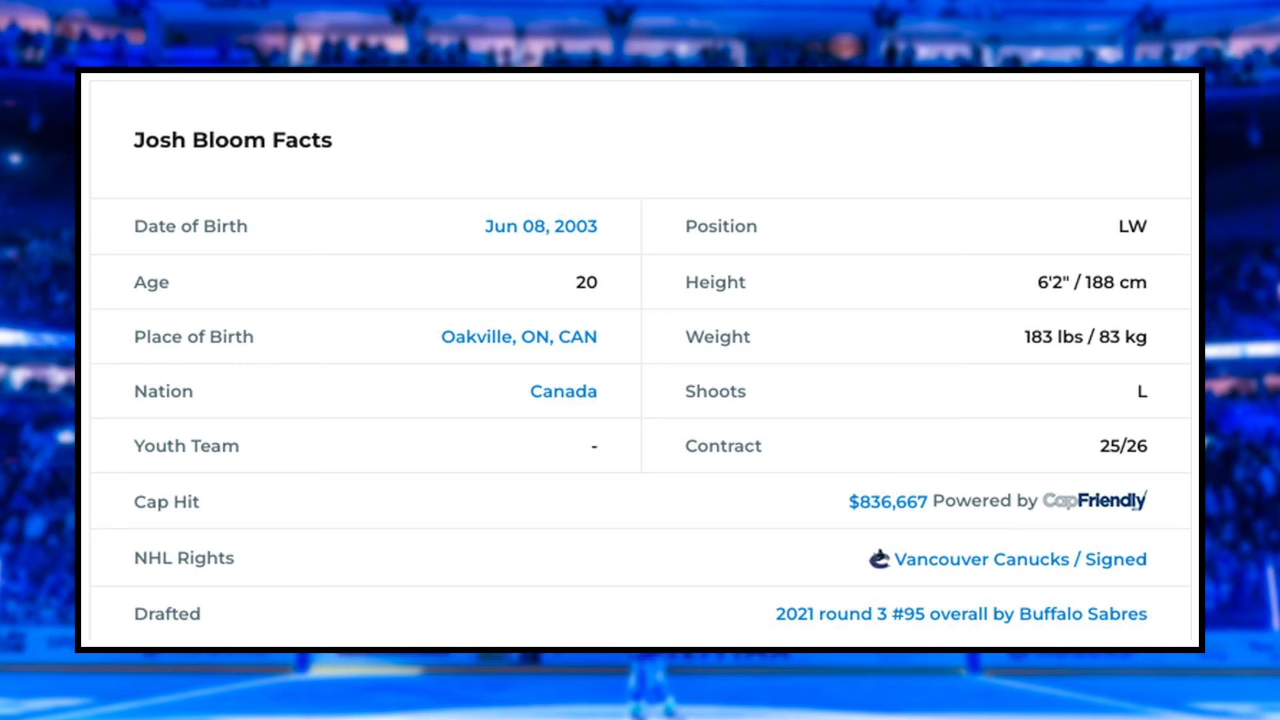 Josh Bloom Facts
Date of Birth Jun 08, 2003 Position LW
Age 20 Height 6'2" / 188 cm
Place of Birth Oakville, ON, CAN Weight 183 lbs / 83 kg
Nation Canada Shoots L
Youth Team - Contract 25/26
Cap Hit $836,667 Powered by CapFriendly
NHL Rights Vancouver Canucks / Signed
Drafted 2021 round 3 #95 overall by Buffalo Sabres